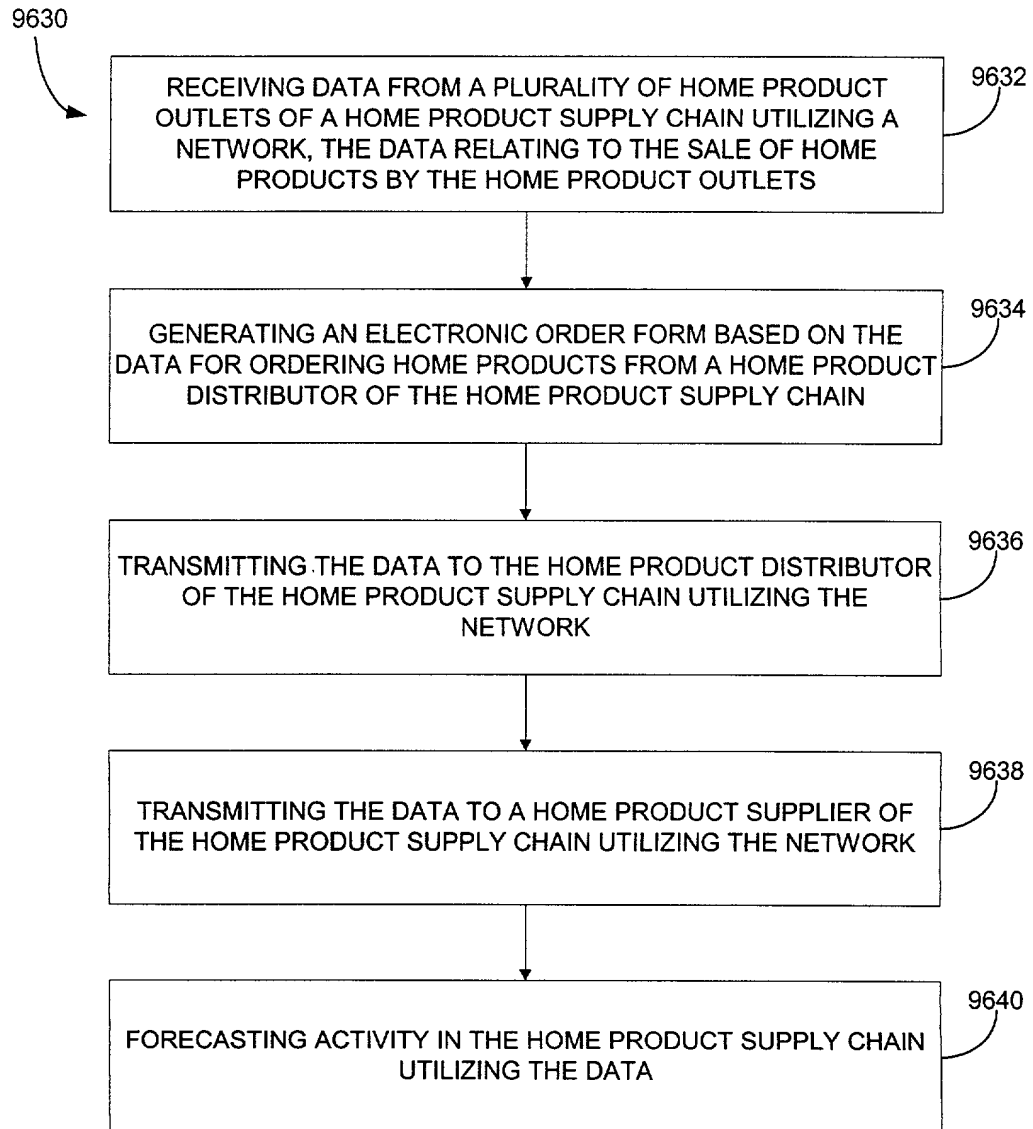 9630
RECEIVING DATA FROM A PLURALITY OF HOME PRODUCT
OUTLETS OF A HOME PRODUCT SUPPLY CHAIN UTILIZING A
NETWORK, THE DATA RELATING TO THE SALE OF HOME
PRODUCTS BY THE HOME PRODUCT OUTLETS
9632
GENERATING AN ELECTRONIC ORDER FORM BASED ON THE
DATA FOR ORDERING HOME PRODUCTS FROM A HOME PRODUCT
DISTRIBUTOR OF THE HOME PRODUCT SUPPLY CHAIN
9634
TRANSMITTING THE DATA TO THE HOME PRODUCT DISTRIBUTOR
OF THE HOME PRODUCT SUPPLY CHAIN UTILIZING THE
NETWORK
9636
TRANSMITTING THE DATA TO A HOME PRODUCT SUPPLIER OF
THE HOME PRODUCT SUPPLY CHAIN UTILIZING THE NETWORK
9638
FORECASTING ACTIVITY IN THE HOME PRODUCT SUPPLY CHAIN
UTILIZING THE DATA
9640